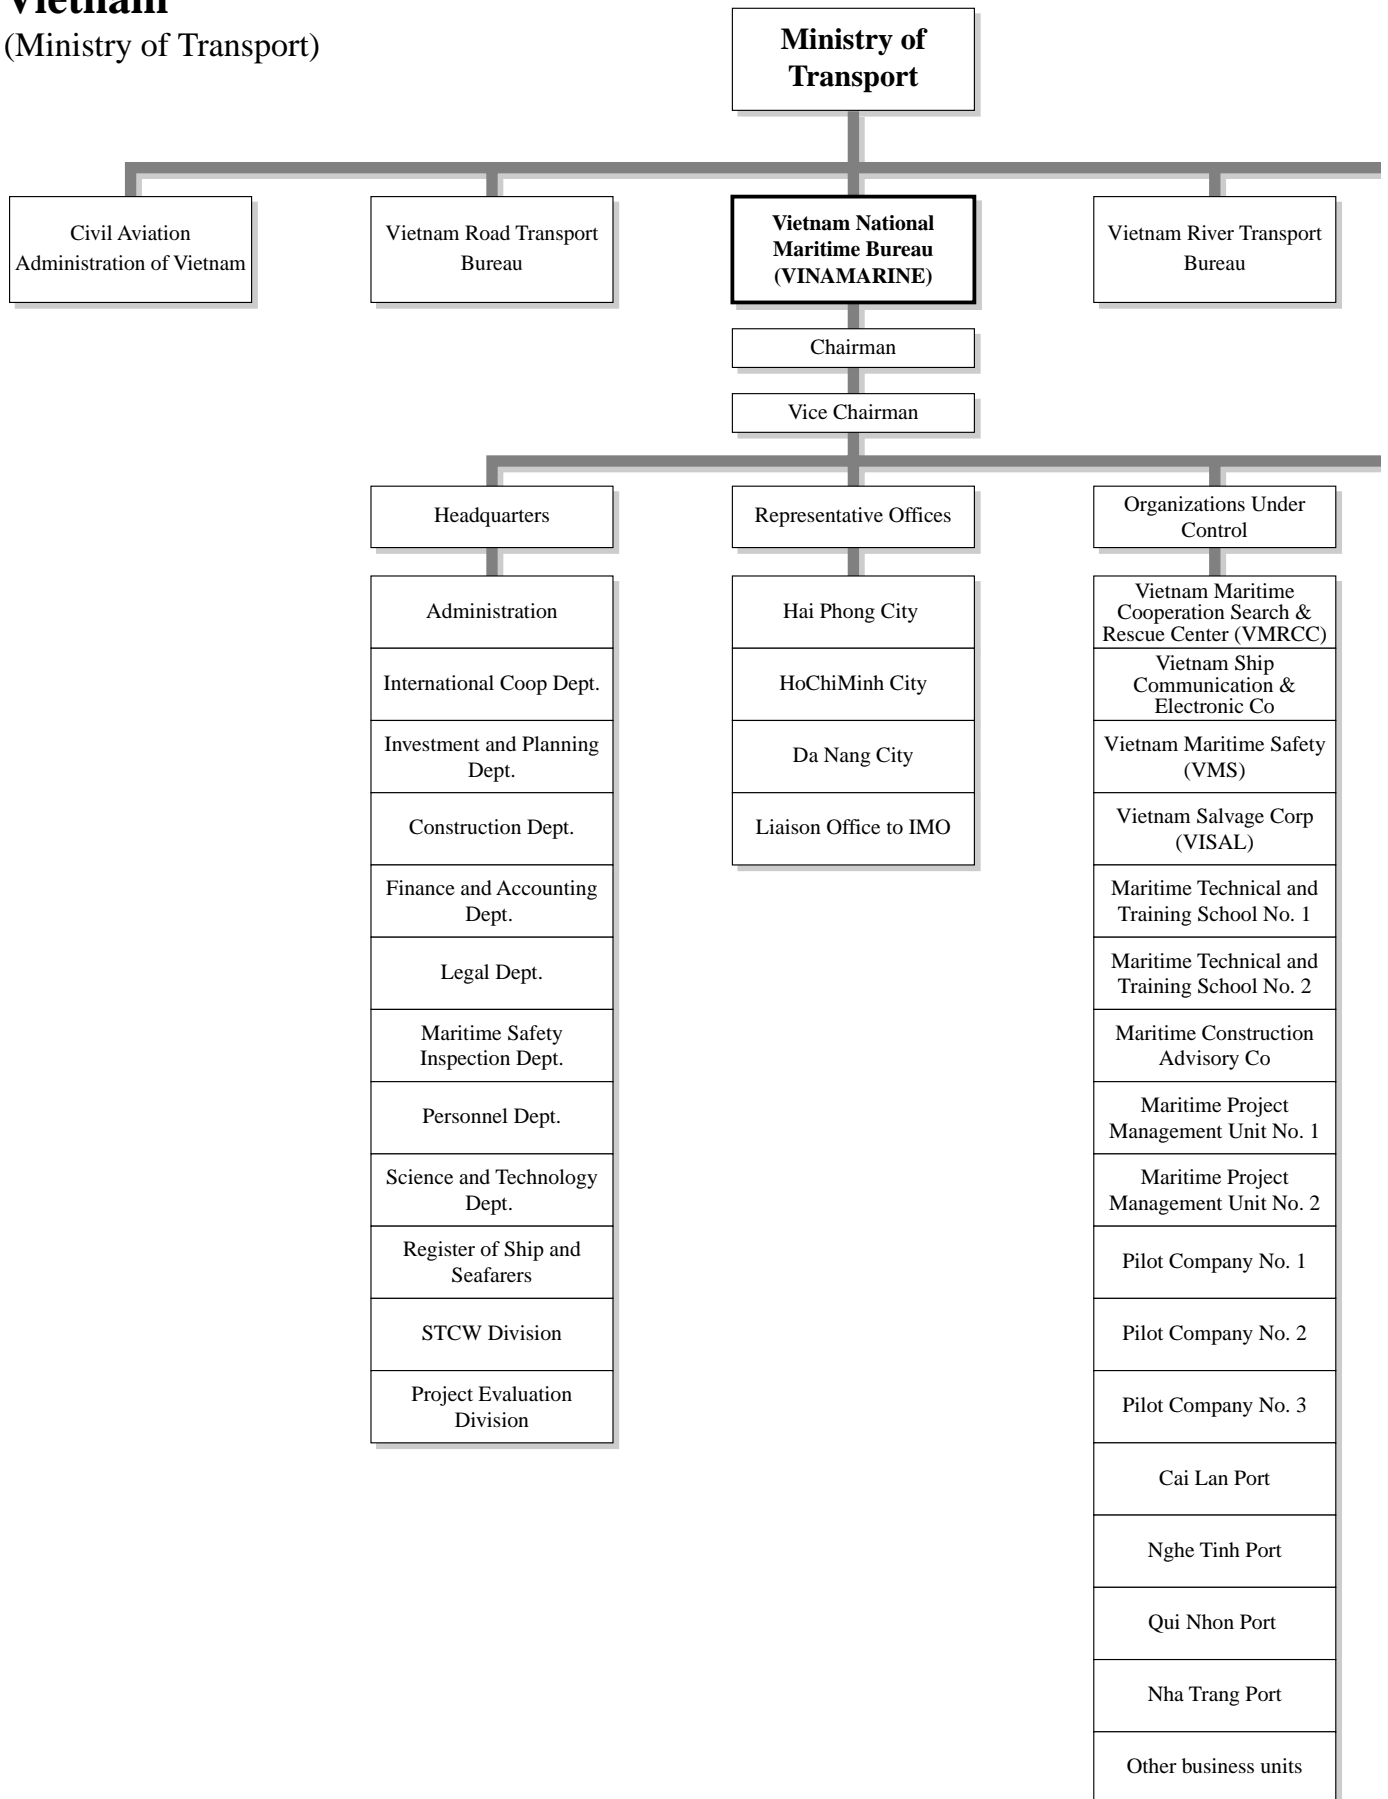 Vietnam
(Ministry of Transport)
Ministry of
Transport
Civil Aviation
Administration of Vietnam
Vietnam Road Transport
Bureau
Vietnam National
Maritime Bureau
(VINAMARINE)
Vietnam River Transport
Bureau
Chairman
Vice Chairman
Headquarters
Representative Offices
Organizations Under
Control
Administration
International Coop Dept.
Investment and Planning
Dept.
Construction Dept.
Finance and Accounting
Dept.
Legal Dept.
Maritime Safety
Inspection Dept.
Personnel Dept.
Science and Technology
Dept.
Register of Ship and
Seafarers
STCW Division
Project Evaluation
Division
Hai Phong City
HoChiMinh City
Da Nang City
Liaison Office to IMO
Vietnam Maritime
Cooperation Search &
Rescue Center (VMRCC)
Vietnam Ship
Communication &
Electronic Co
Vietnam Maritime Safety
(VMS)
Vietnam Salvage Corp
(VISAL)
Maritime Technical and
Training School No. 1
Maritime Technical and
Training School No. 2
Maritime Construction
Advisory Co
Maritime Project
Management Unit No. 1
Maritime Project
Management Unit No. 2
Pilot Company No. 1
Pilot Company No. 2
Pilot Company No. 3
Cai Lan Port
Nghe Tinh Port
Qui Nhon Port
Nha Trang Port
Other business units